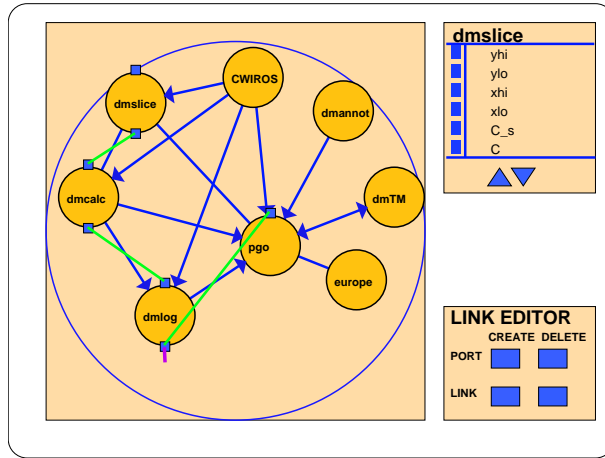 dmslice
CWIROS
dmannot
dmcalc
dmTM
pgo
europe
dmlog
dmslice
yhi
ylo
xhi
xlo
C_s
C
LINK EDITOR
CREATE DELETE
PORT
LINK